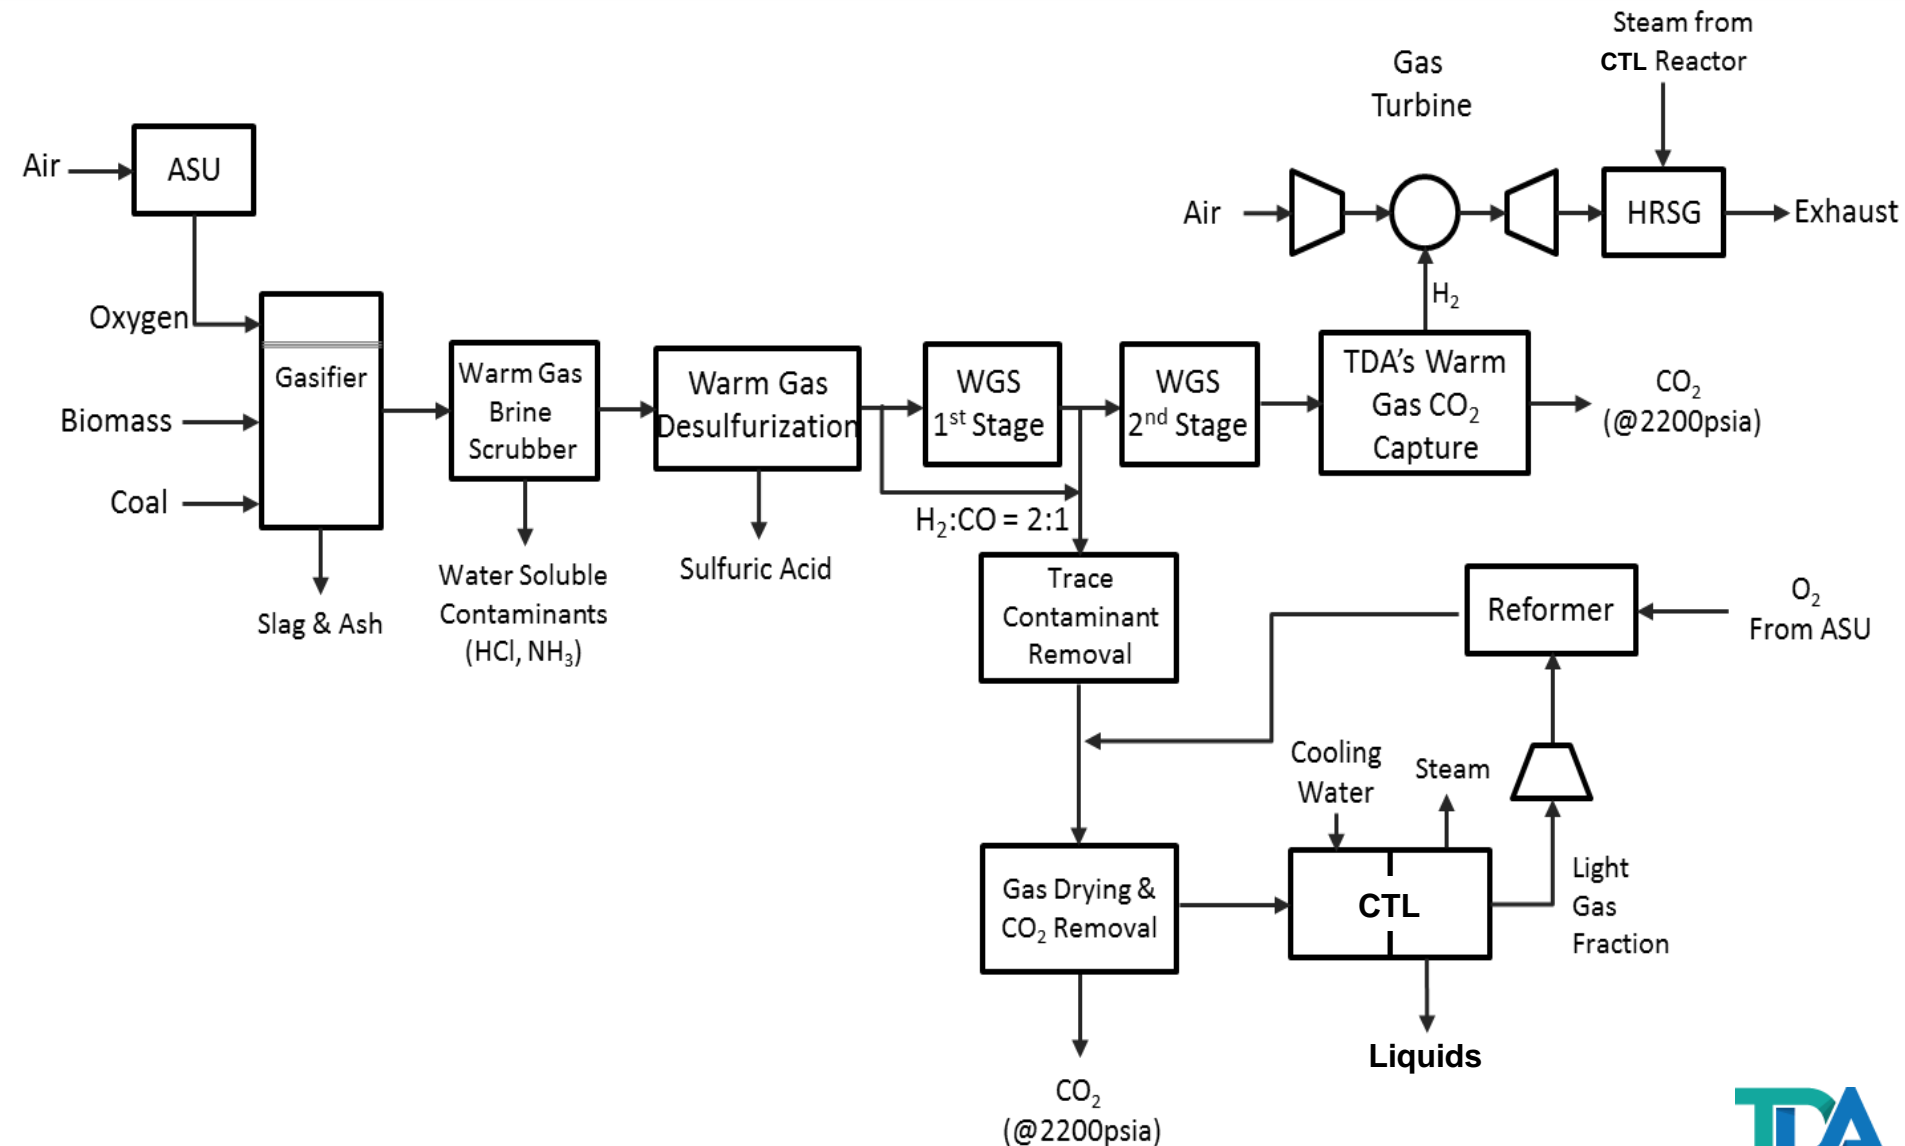 Steam from
CTL Reactor
Gas
Turbine
Air
ASU
Air
HRSG
Exhaust
H₂
Oxygen
Gasifier
Biomass
Coal
Warm Gas
Brine
Scrubber
Warm Gas
Desulfurization
WGS
1st Stage
WGS
2nd Stage
TDA's Warm
Gas CO₂
Capture
CO₂
(@2200psia)
H₂:CO = 2:1
Slag & Ash
Water Soluble
Contaminants
(HCl, NH₃)
Sulfuric Acid
Trace
Contaminant
Removal
Reformer
O₂
From ASU
Cooling
Water
Steam
Gas Drying &
CO₂ Removal
CTL
Light
Gas
Fraction
Liquids
CO₂
(@2200psia)
TDA